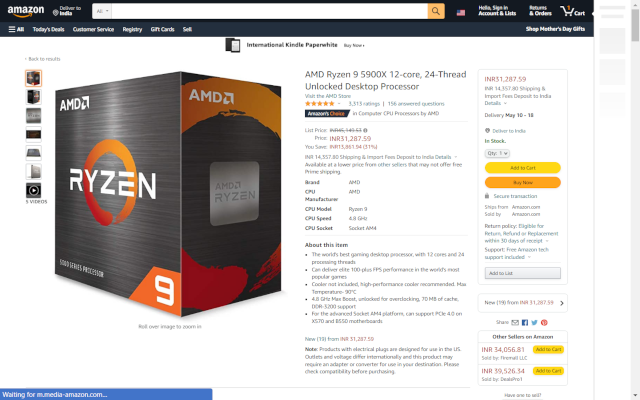 amazon
Deliver to
India
All
Hello, Sign in
Account & Lists
Returns
& Orders
1
Cart
All
Today's Deals
Customer Service
Registry
Gift Cards
Sell
Shop Mother's Day Gifts
International Kindle Paperwhite
Buy Now ›
‹ Back to results
5 VIDEOS
AMD
AMD
RYZEN
AMD
RYZEN
5000 SERIES PROCESSOR
9
Roll over image to zoom in
AMD Ryzen 9 5900X 12-core, 24-Thread
Unlocked Desktop Processor
Visit the AMD Store
3,313 ratings | 156 answered questions
Amazon's Choice in Computer CPU Processors by AMD
List Price: INR45,149.53
Price: INR31,287.59
You Save: INR13,861.94 (31%)
INR 14,357.80 Shipping & Import Fees Deposit to India Details
Available at a lower price from other sellers that may not offer free
Prime shipping.
Brand AMD
CPU AMD
Manufacturer
CPU Model Ryzen 9
CPU Speed 4.8 GHz
CPU Socket Socket AM4
About this item
• The world's best gaming desktop processor, with 12 cores and 24
processing threads
• Can deliver elite 100-plus FPS performance in the world's most
popular games
• Cooler not included, high-performance cooler recommended. Max
Temperature- 90°C
• 4.8 GHz Max Boost, unlocked for overclocking, 70 MB of cache,
DDR-3200 support
• For the advanced Socket AM4 platform, can support PCIe 4.0 on
X570 and B550 motherboards
New (19) from INR 31,287.59
Note: Products with electrical plugs are designed for use in the US.
Outlets and voltage differ internationally and this product may
require an adapter or converter for use in your destination. Please
check compatibility before purchasing.
INR31,287.59
INR 14,357.80 Shipping &
Import Fees Deposit to India
Details
Delivery May 10 - 18
Deliver to India
In Stock.
Qty: 1
Add to Cart
Buy Now
Secure transaction
Ships from Amazon.com
Sold by Amazon.com
Return policy: Eligible for
Return, Refund or Replacement
within 30 days of receipt
Support: Free Amazon tech
support included
Add to List
New (19) from INR 31,287.59
Share
Other Sellers on Amazon
INR 34,056.81
Add to Cart
Sold by: Firemall LLC
INR 39,526.34
Add to Cart
Sold by: DealsPro1
Have one to sell?
Waiting for m.media-amazon.com...